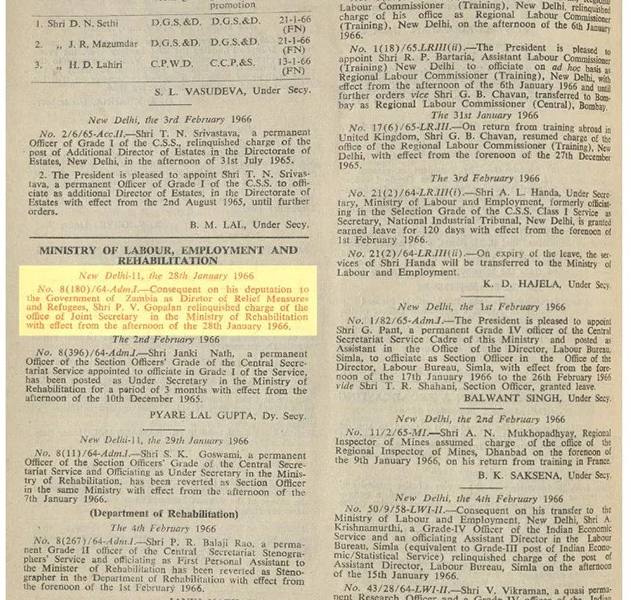 promotion
1. Shri D. N. Sethi D.G.S.&D. D.G.S.&D. 21-1-66
(FN)
2. „ J. R. Mazumdar D.G.S.&D. D.G.S.&D. 21-1-66
(FN)
3. „ H. D. Lahiri C.P.W.D. C.C.P.&S. 13-1-66
(FN)
S. L. VASUDEVA, Under Secy.
New Delhi, the 3rd February 1966
No. 2/6/65-Acc.II.—Shri T. N. Srivastava, a permanent
Officer of Grade I of the C.S.S., relinquished charge of the
post of Additional Director of Estates in the Directorate of
Estates, New Delhi, in the afternoon of 31st July 1965.
2. The President is pleased to appoint Shri T. N. Srivas-
tava, a permanent Officer of Grade I of the C.S.S. to offi-
ciate as additional Director of Estates, in the Directorate of
Estates with effect from the 2nd August 1965, until further
orders.
B. M. LAL, Under Secy.
MINISTRY OF LABOUR, EMPLOYMENT AND
REHABILITATION
New Delhi-11, the 28th January 1966
No. 8(180)/64-Adm.I.—Consequent on his deputation to
the Government of Zambia as Diretor of Relief Measures
and Refugees, Shri P. V. Gopalan relinquished charge of the
office of Joint Secretary in the Ministry of Rehabilitation
with effect from the afternoon of the 28th January 1966.
The 2nd February 1966
No. 8(396)/64-Adm.I.—Shri Janki Nath, a permanent
Officer of the Section Officers' Grade of the Central Secre-
tariat Service appointed to officiate in Grade I of the Service,
has been posted as Under Secretary in the Ministry of
Rehabilitation for a period of 3 months with effect from the
afternoon of the 10th December 1965.
PYARE LAL GUPTA, Dy. Secy.
New Delhi-11, the 29th January 1966
No. 8(11)/64-Adm.I.—Shri S. K. Goswami, a permanent
Officer of the Section Officers' Grade of the Central Secre-
tariat Service and Officiating as Under Secretary in the Minis-
try of Rehabilitation, has been reverted as Section Officer
in the same Ministry with effect from the afternoon of the
7th January 1966.
(Department of Rehabilitation)
The 4th February 1966
No. 8(267)/64-Adm.I.—Shri P. R. Balaji Rao, a perma-
nent Grade II officer of the Central Secretariat Stenogra-
phers' Service and officiating as First Personal Assistant to
the Minister of Rehabilitation has been reverted as Steno-
grapher in the Department of Rehabilitation with effect from
the forenoon of the 1st February 1966.
Labour Commissioner (Training), New Delhi, relinquished
charge of his office as Regional Labour Commissioner
(Training), New Delhi, on the afternoon of the 6th January
1966.
No. 1(18)/65.LRIII(ii).—The President is pleased to
appoint Shri R. P. Bartaria, Assistant Labour Commissioner
(Training) New Delhi to officiate on ad hoc basis as
Regional Labour Commissioner (Training), New Delhi, with
effect from the afternoon of the 6th January 1966 and until
further orders vice Shri G. B. Chavan, transferred to Bom-
bay as Regional Labour Commissioner (Central), Bombay.
The 31st January 1966
No. 17(6)/65-LR.III.—On return from training abroad in
United Kingdom, Shri G. B. Chavan, resumed charge of the
office of the Regional Labour Commissioner (Training), New
Delhi, with effect from the forenoon of the 27th December
1965.
The 3rd February 1966
No. 21(2)/64-LR.III(i).—Shri A. L. Handa, Under Secre-
tary, Ministry of Labour and Employment, formerly officiat-
ing in the Selection Grade of the C.S.S. Class I Service as
Secretary, National Industrial Tribunal, New Delhi, is granted
earned leave for 120 days with effect from the forenoon of
1st February 1966.
No. 21(2)/64-LR.III(ii).—On expiry of the leave, the ser-
vices of Shri Handa will be transferred to the Ministry of
Labour and Employment.
K. D. HAJELA, Under Secy.
New Delhi, the 1st February 1966
No. 1/82/65-Adm.I.—The President is pleased to appoint
Shri G. Pant, a permanent Grade IV officer of the Central
Secretariat Service Cadre of this Ministry and posted as
Assistant in the Office of the Director, Labour Bureau,
Simla, to officiate as Section Officer in the Office of the
Director, Labour Bureau, Simla, with effect from the fore-
noon of the 17th January 1966 to the 26th February 1966
vide Shri T. R. Shahani, Section Officer, granted leave.
BALWANT SINGH, Under Secy.
New Delhi, the 2nd February 1966
No. 11/2/65-MI.—Shri A. N. Mukhopadhyay, Regional
Inspector of Mines assumed charge of the office of the
Regional Inspector of Mines, Dhanbad on the forenoon of
the 9th January 1966, on his return from training in France.
B. K. SAKSENA, Under Secy.
New Delhi, the 4th February 1966
No. 50/9/58-LWI-II.—Consequent on his transfer to the
Ministry of Labour and Employment, New Delhi, Shri A.
Krishnamurthi, a Grade-IV Officer of the Indian Economic
Service and an officiating Assistant Director in the Labour
Bureau, Simla (equivalent to Grade-III post of Indian Econo-
mic/Statistical Service) relinquished charge of the post of
Assistant Director, Labour Bureau, Simla on the afternoon
of the 15th January 1966.
No. 43/28/64-LWI-II.—Shri V. Vikraman, a quasi perma-
nent Research Officer and a Grade IV officer of the Indian